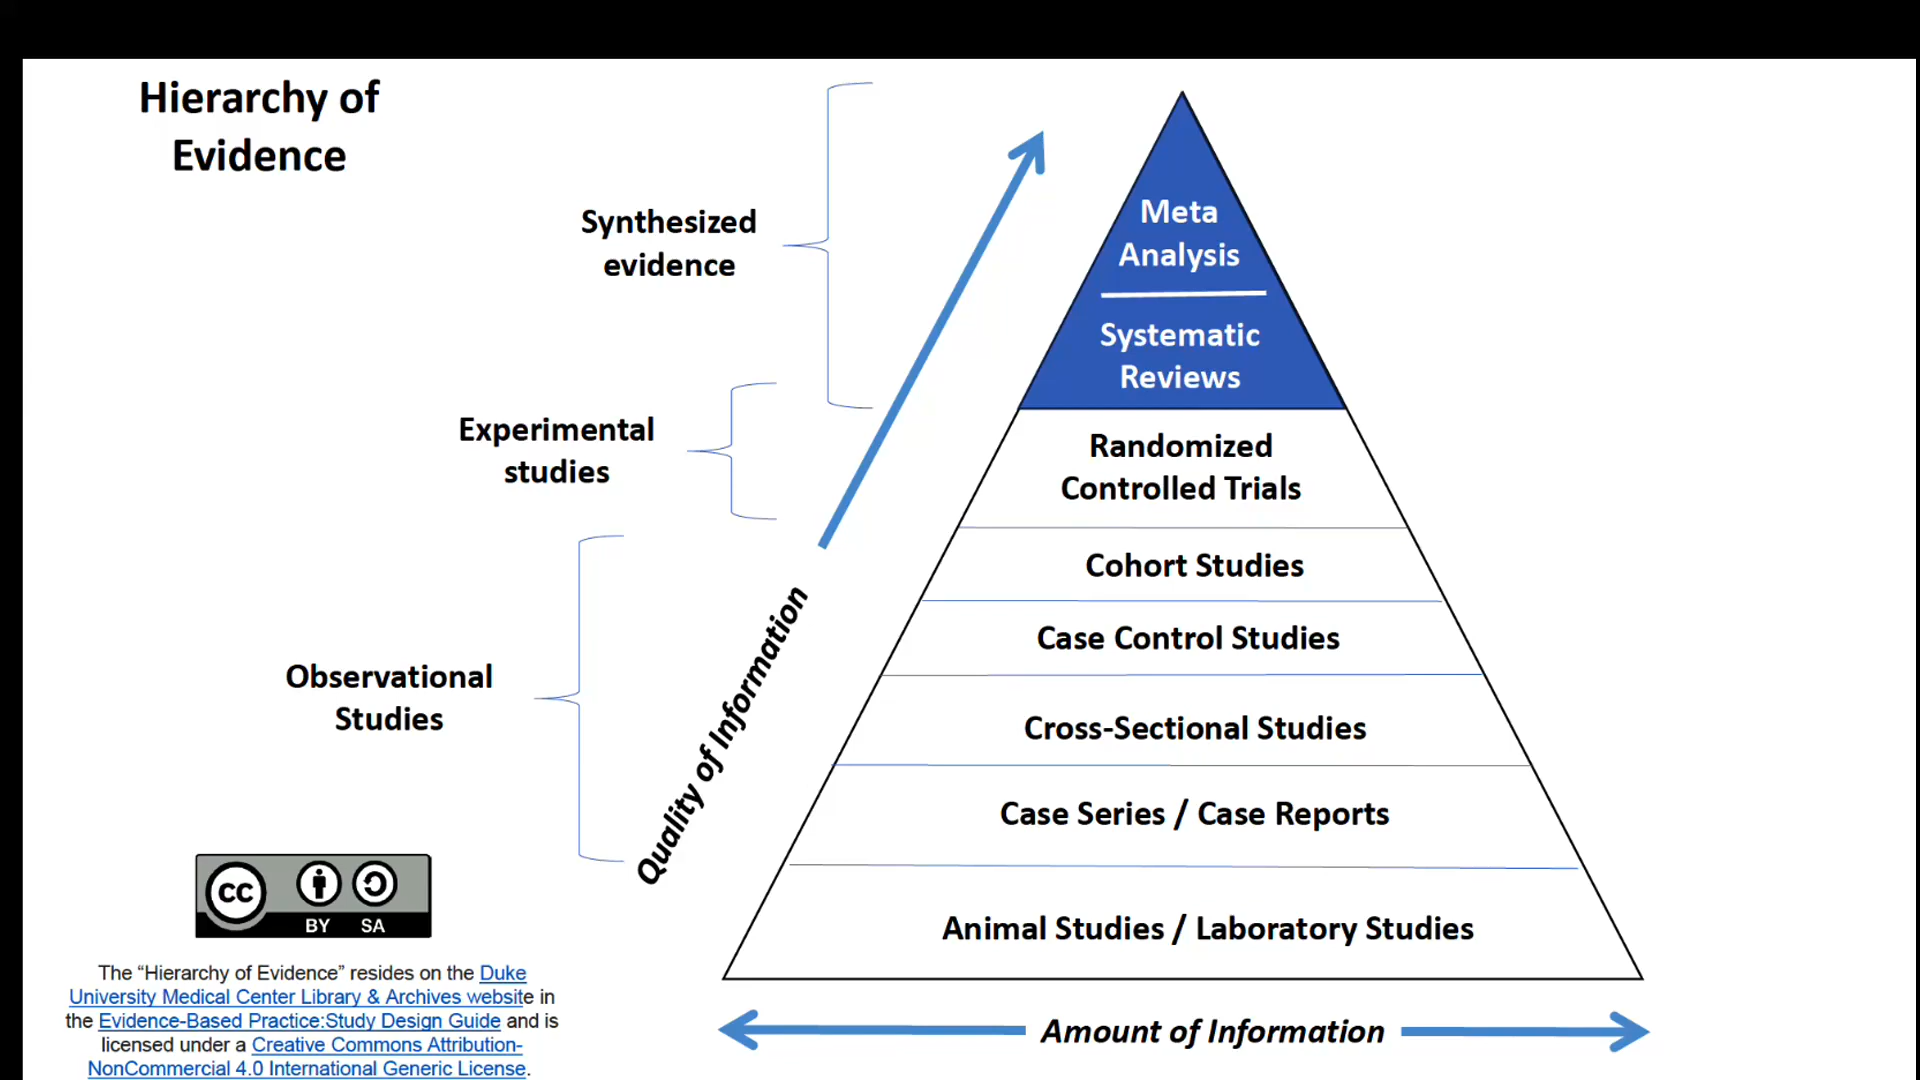 Hierarchy of
Evidence
Synthesized
evidence
Experimental
studies
Observational
Studies
Quality of Information
Meta
Analysis
Systematic
Reviews
Randomized
Controlled Trials
Cohort Studies
Case Control Studies
Cross-Sectional Studies
Case Series / Case Reports
Animal Studies / Laboratory Studies
Amount of Information
cc
BY SA
The “Hierarchy of Evidence” resides on the Duke
University Medical Center Library & Archives website in
the Evidence-Based Practice:Study Design Guide and is
licensed under a Creative Commons Attribution-
NonCommercial 4.0 International Generic License.